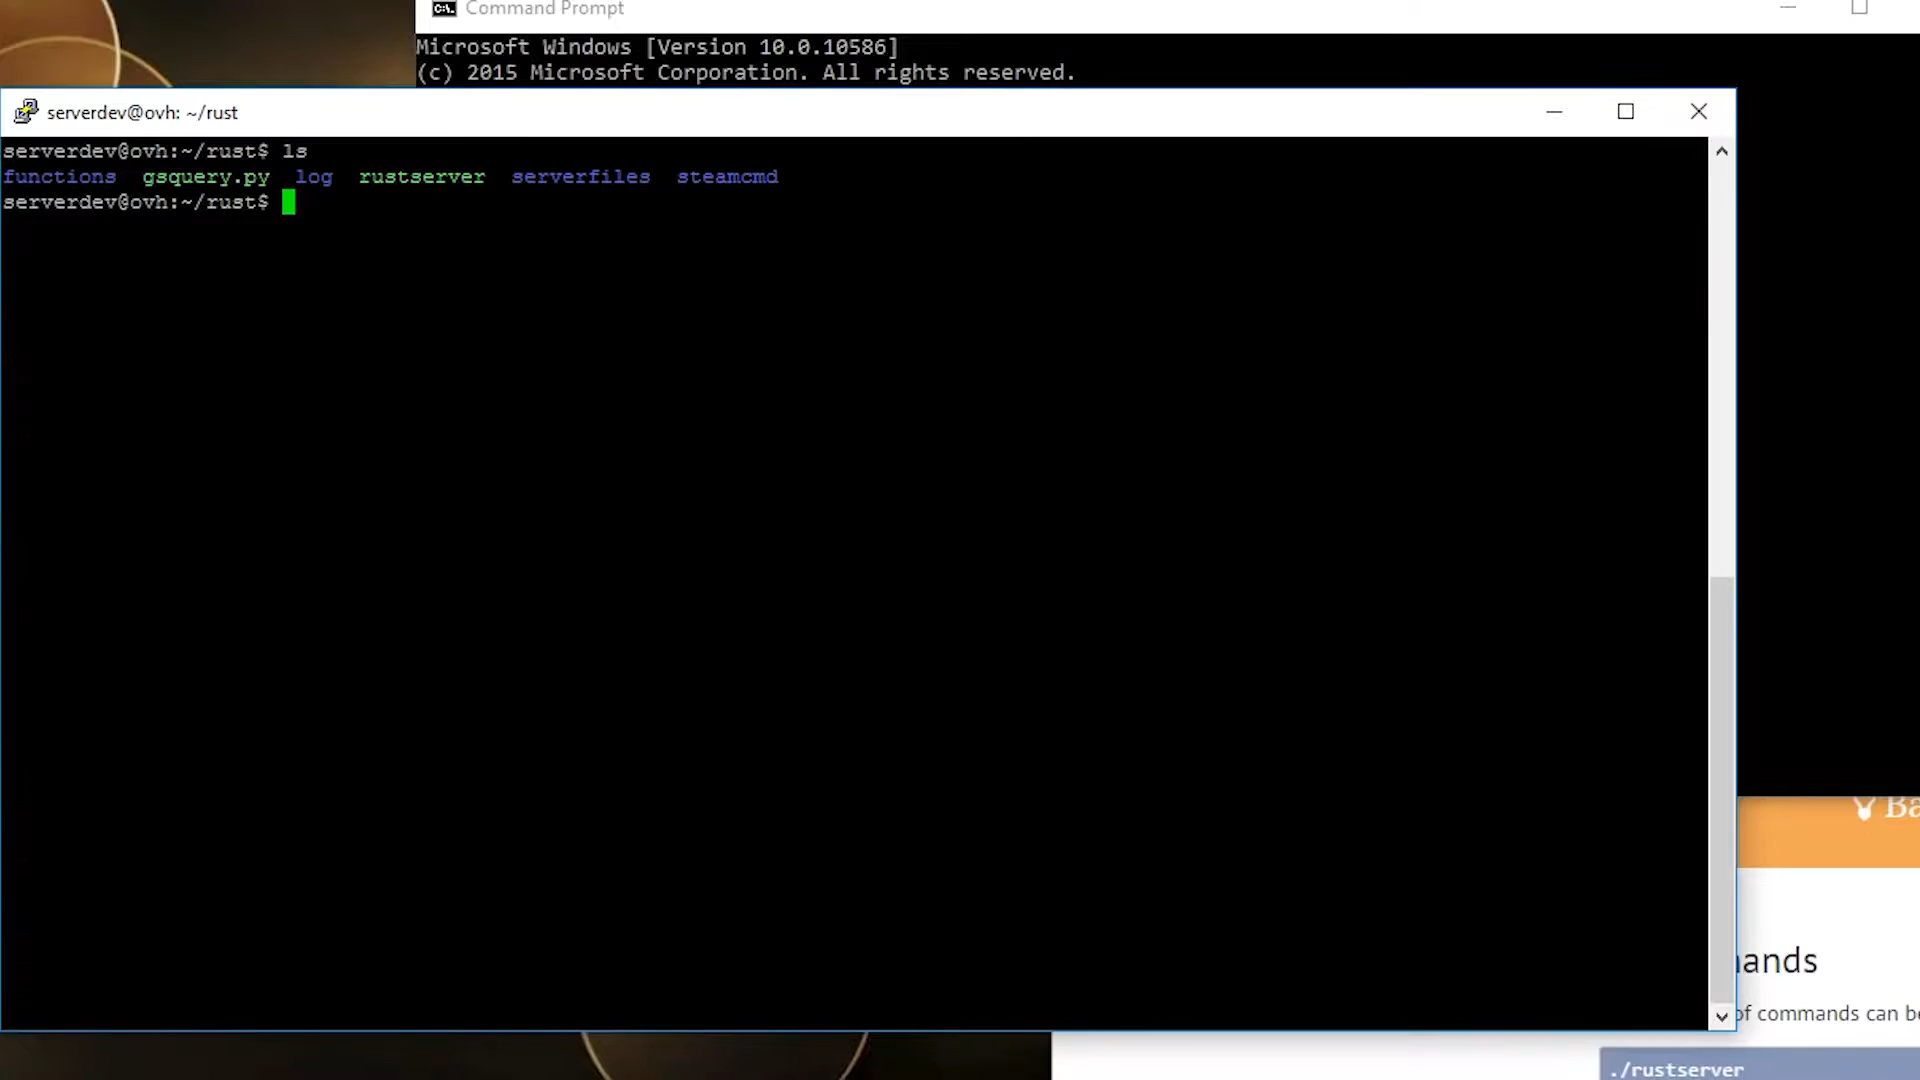 Command Prompt
Microsoft Windows [Version 10.0.10586]
(c) 2015 Microsoft Corporation. All rights reserved.
serverdev@ovh: ~/rust
serverdev@ovh:~/rust$ ls
functions gsquery.py log rustserver serverfiles steamcmd
serverdev@ovh:~/rust$
Ba
ands
of commands can be
./rustserver